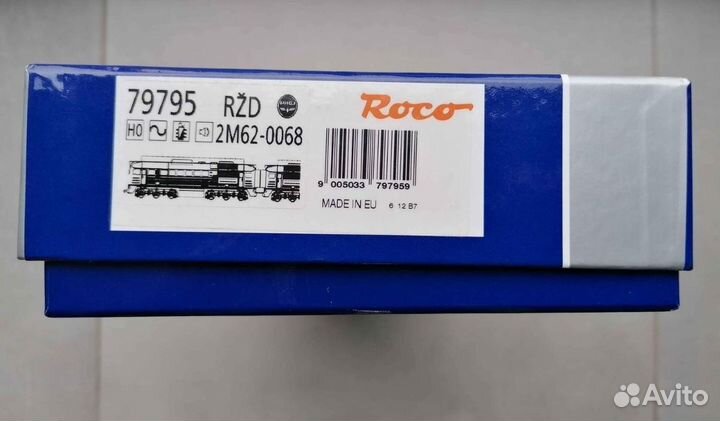 79795 RŽD
Roco
H0 2M62-0068
9 005033 797959
MADE IN EU 6 12 B7
Avito